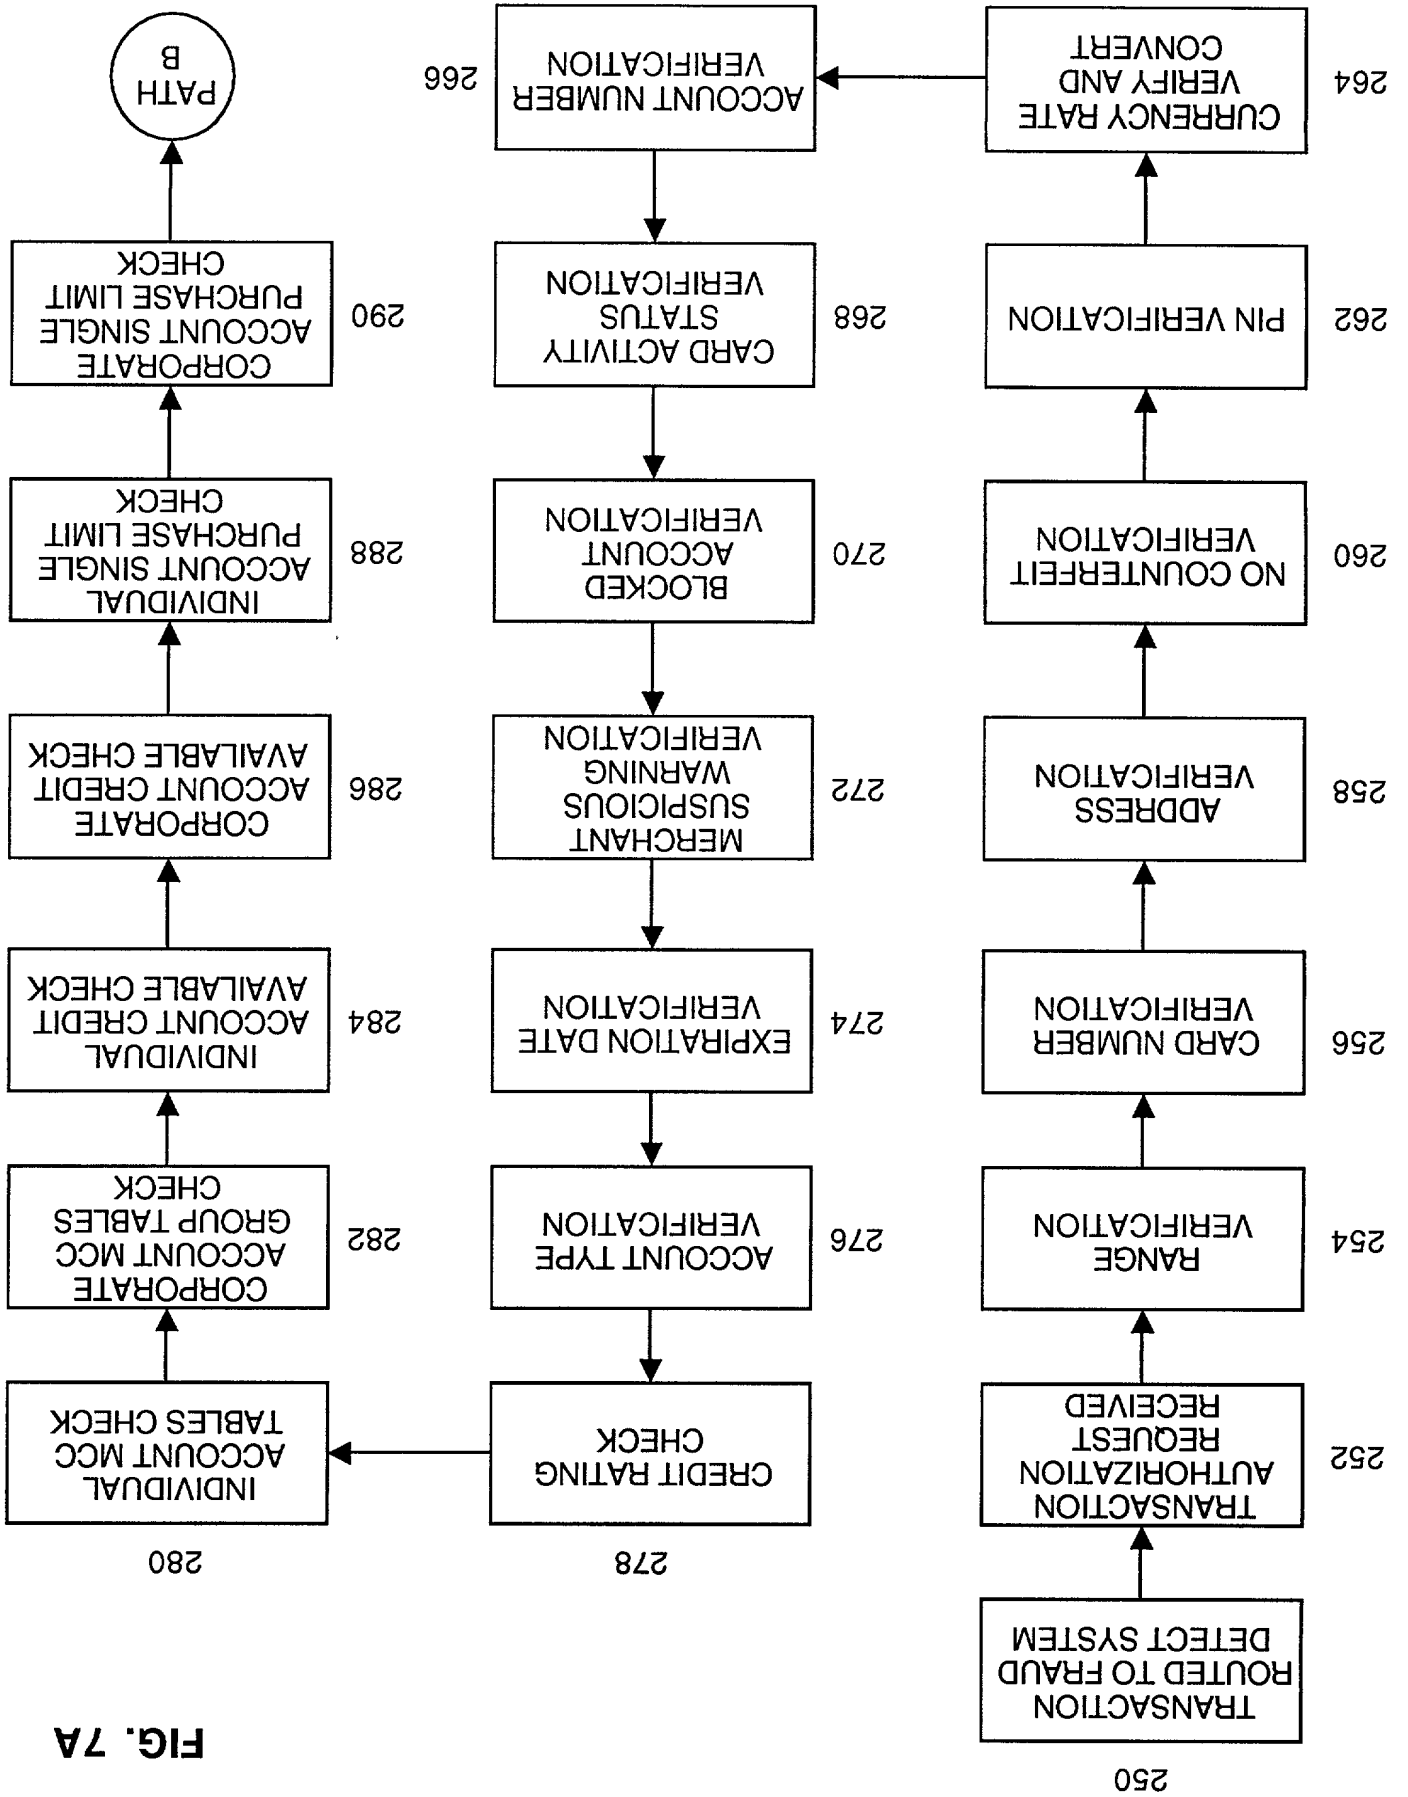 FIG. 7A
250
TRANSACTION
ROUTED TO FRAUD
DETECT SYSTEM
252
TRANSACTION
AUTHORIZATION
REQUEST
RECEIVED
254
RANGE
VERIFICATION
256
CARD NUMBER
VERIFICATION
258
ADDRESS
VERIFICATION
260
NO COUNTERFEIT
VERIFICATION
262
PIN VERIFICATION
264
CURRENCY RATE
VERIFY AND
CONVERT
266
ACCOUNT NUMBER
VERIFICATION
268
CARD ACTIVITY
STATUS
VERIFICATION
270
BLOCKED
ACCOUNT
VERIFICATION
272
MERCHANT
SUSPICIOUS
WARNING
VERIFICATION
274
EXPIRATION DATE
VERIFICATION
276
ACCOUNT TYPE
VERIFICATION
278
CREDIT RATING
CHECK
280
INDIVIDUAL
ACCOUNT MCC
TABLES CHECK
282
CORPORATE
ACCOUNT MCC
GROUP TABLES
CHECK
284
INDIVIDUAL
ACCOUNT CREDIT
AVAILABLE CHECK
286
CORPORATE
ACCOUNT CREDIT
AVAILABLE CHECK
288
INDIVIDUAL
ACCOUNT SINGLE
PURCHASE LIMIT
CHECK
290
CORPORATE
ACCOUNT SINGLE
PURCHASE LIMIT
CHECK
PATH
B